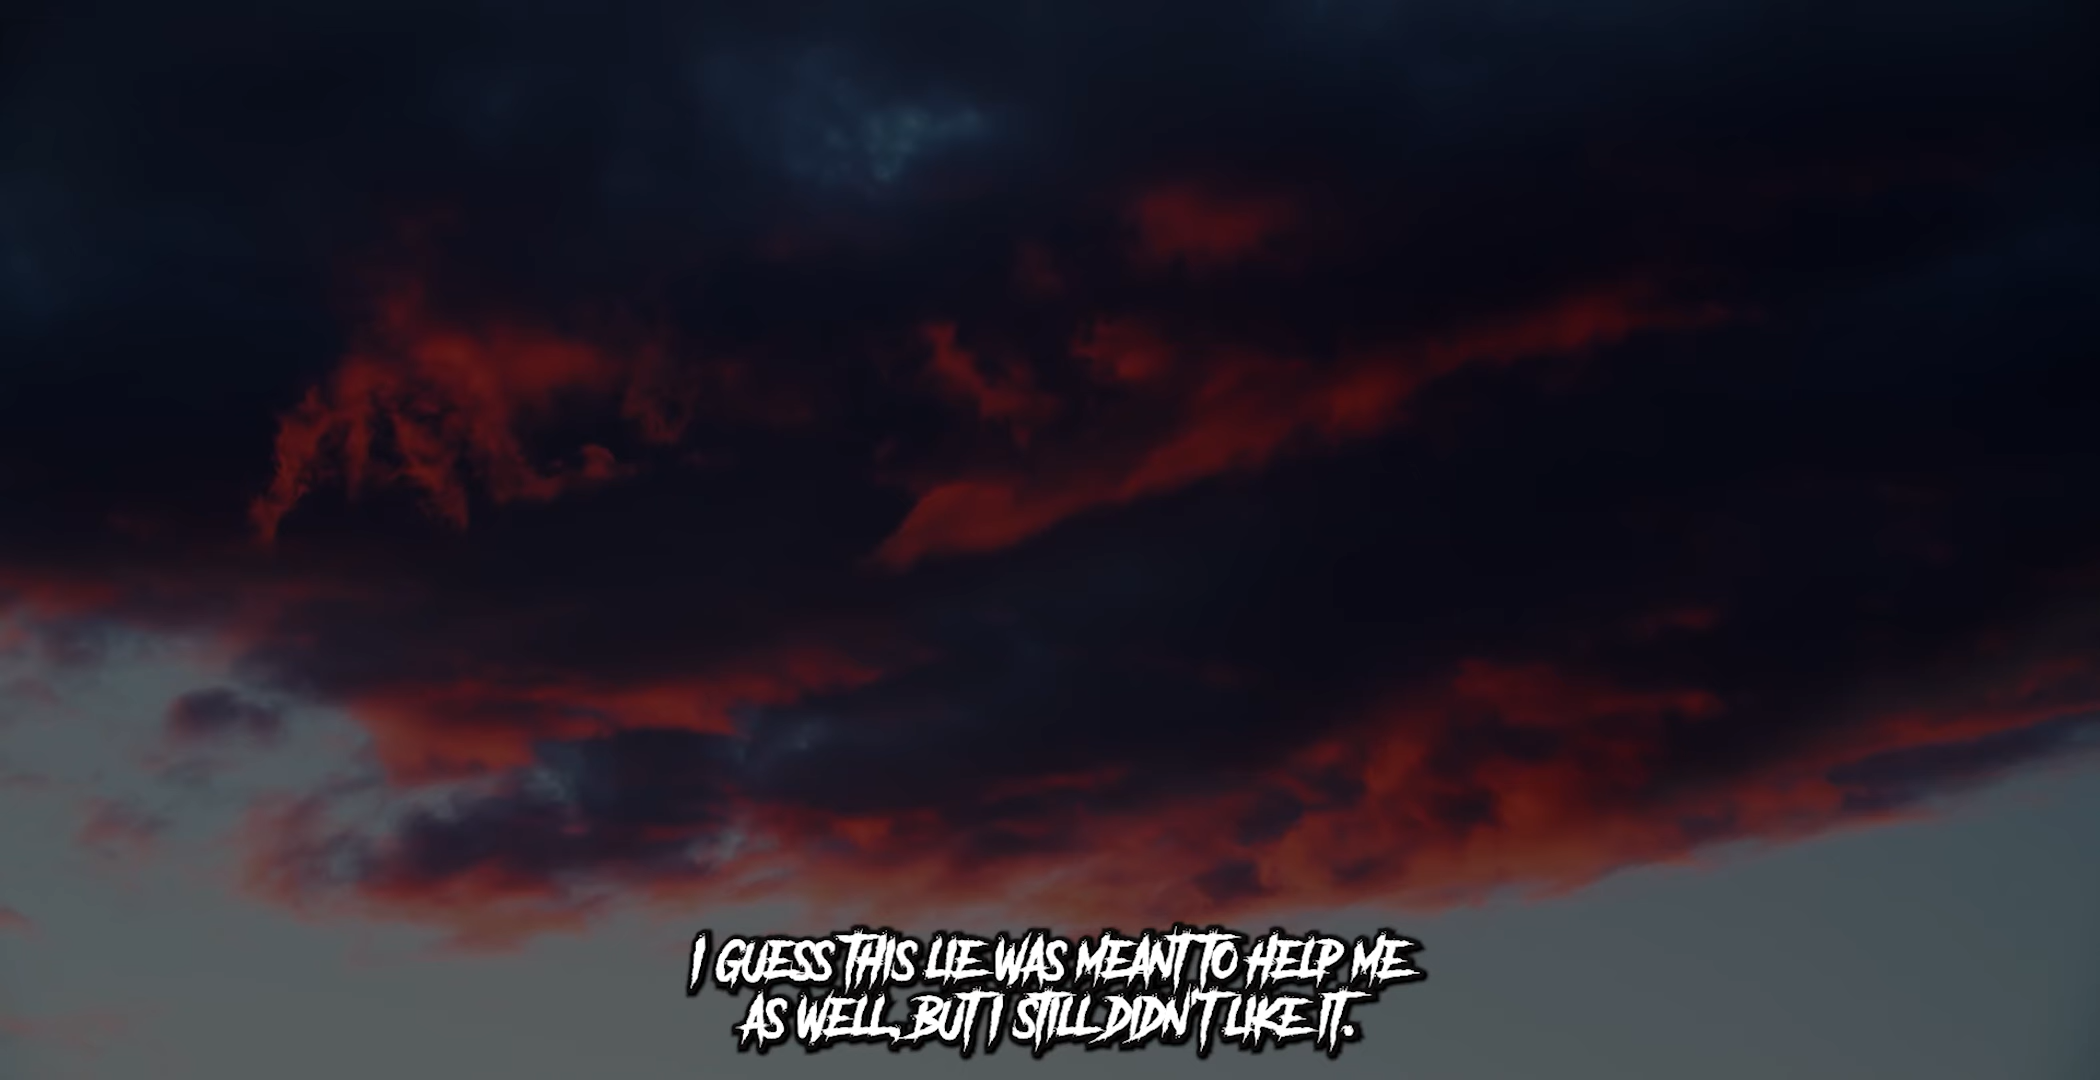 I GUESS THIS LIE WAS MEANT TO HELP ME
AS WELL, BUT I STILL DIDN'T LIKE IT.